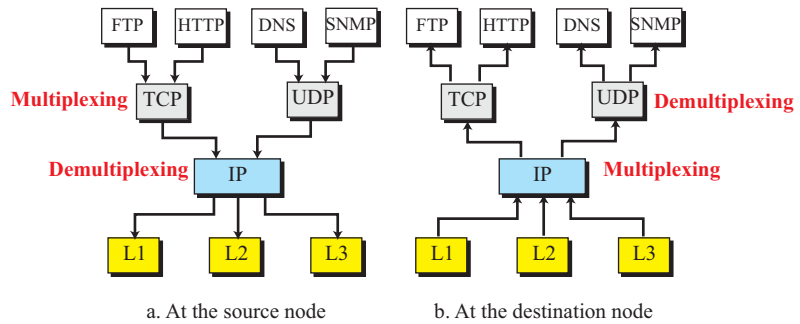 FTP HTTP DNS SNMP FTP HTTP DNS SNMP
Multiplexing TCP UDP TCP UDP Demultiplexing
Demultiplexing IP IP Multiplexing
L1 L2 L3 L1 L2 L3
a. At the source node b. At the destination node